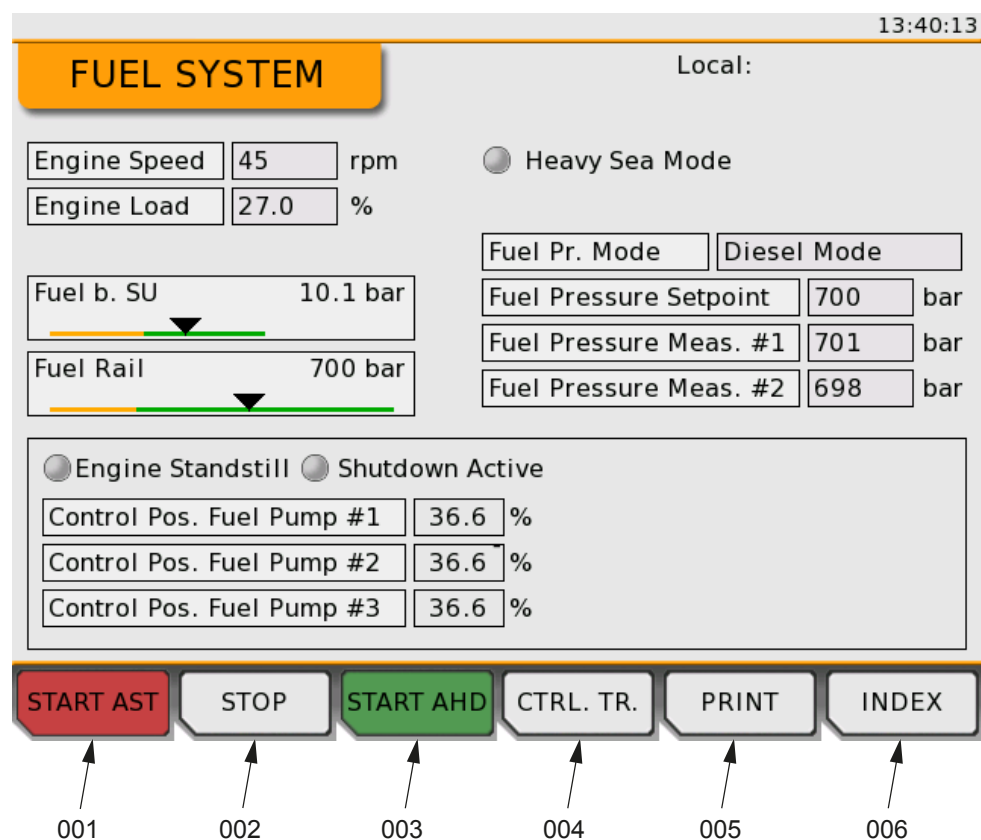 13:40:13
FUEL SYSTEM
Local:
Engine Speed 45 rpm
Heavy Sea Mode
Engine Load 27.0 %
Fuel Pr. Mode Diesel Mode
Fuel b. SU 10.1 bar
Fuel Pressure Setpoint 700 bar
Fuel Pressure Meas. #1 701 bar
Fuel Rail 700 bar
Fuel Pressure Meas. #2 698 bar
Engine Standstill Shutdown Active
Control Pos. Fuel Pump #1 36.6 %
Control Pos. Fuel Pump #2 36.6 %
Control Pos. Fuel Pump #3 36.6 %
START AST STOP START AHD CTRL. TR. PRINT INDEX
001 002 003 004 005 006